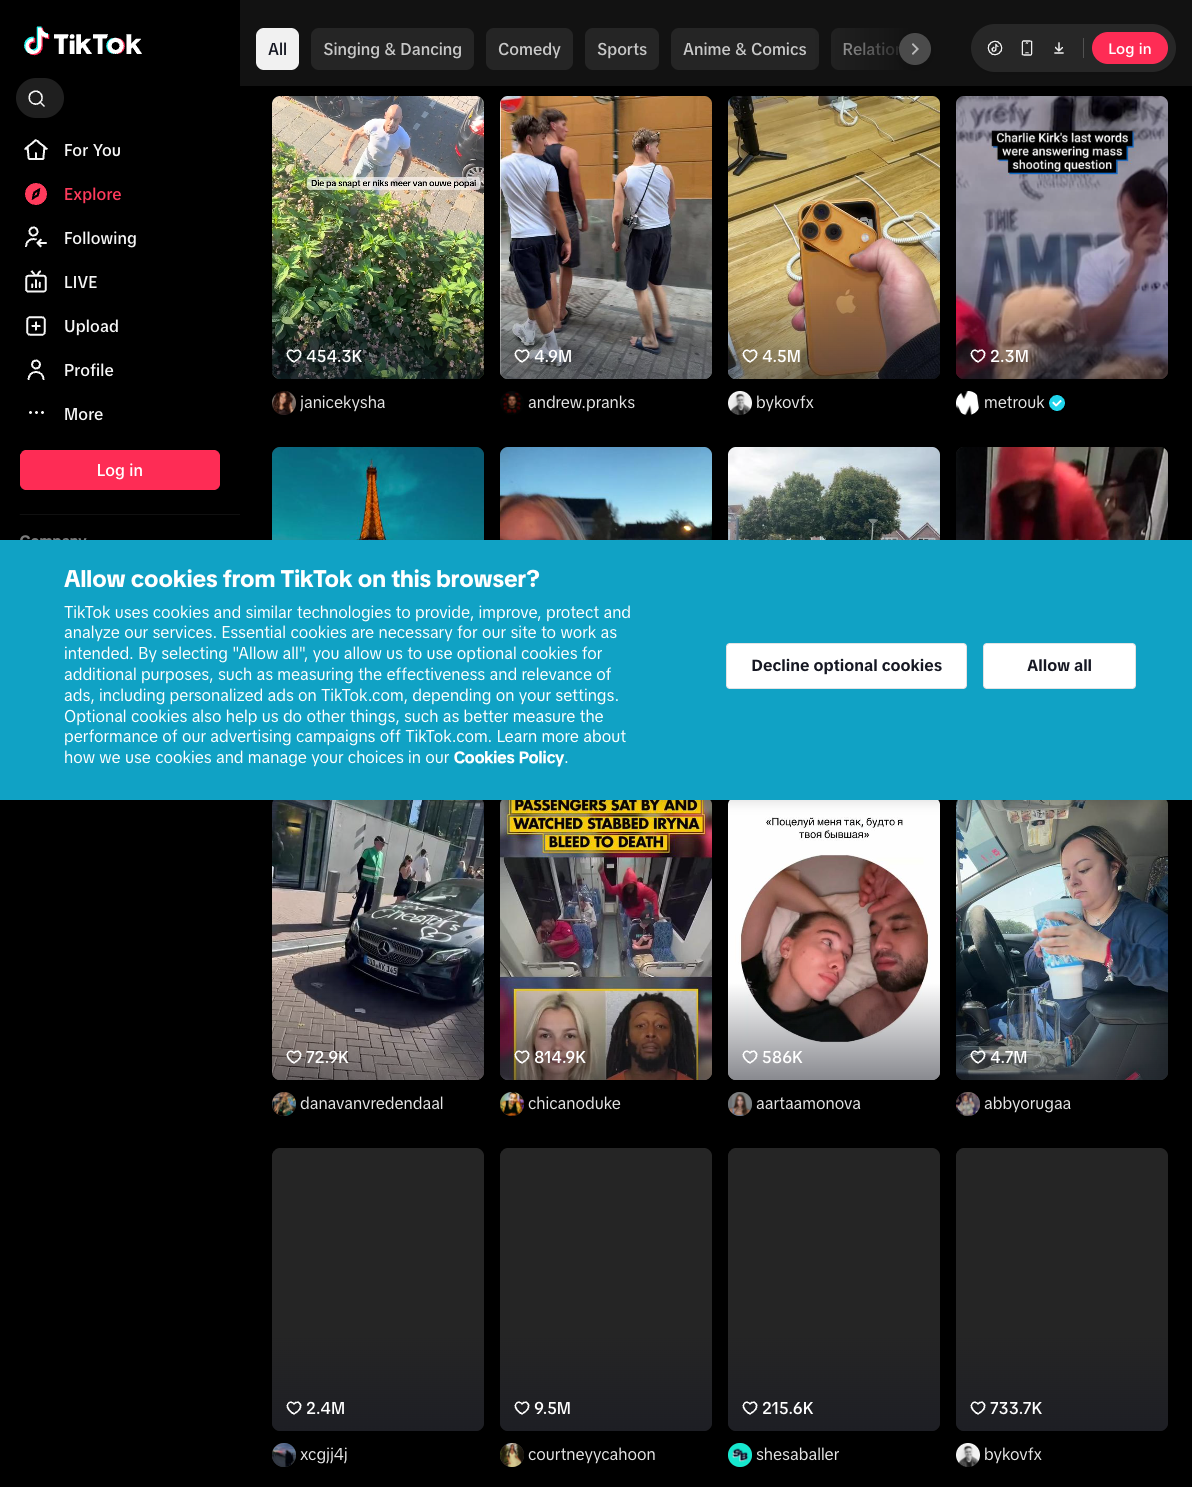 TikTok
All
Singing & Dancing
Comedy
Sports
Anime & Comics
Log in
For You
Explore
Following
LIVE
Upload
Profile
More
Log in
Company
Die pa snapt er niks meer van ouwe popai
454.3K
janicekysha
4.9M
andrew.pranks
4.5M
bykovfx
yrefy
Charlie Kirk's last words
were answering mass
shooting question
THE
2.3M
metrouk
Allow cookies from TikTok on this browser?
TikTok uses cookies and similar technologies to provide, improve, protect and
analyze our services. Essential cookies are necessary for our site to work as
intended. By selecting "Allow all", you allow us to use optional cookies for
additional purposes, such as measuring the effectiveness and relevance of
ads, including personalized ads on TikTok.com, depending on your settings.
Optional cookies also help us do other things, such as better measure the
performance of our advertising campaigns off TikTok.com. Learn more about
how we use cookies and manage your choices in our Cookies Policy.
Decline optional cookies
Allow all
72.9K
danavanvredendaal
PASSENGERS SAT BY AND
WATCHED STABBED IRYNA
BLEED TO DEATH
814.9K
chicanoduke
«Поцелуй меня так, будто я
твоя бывшая»
586K
aartaamonova
4.7M
abbyorugaa
2.4M
xcgjj4j
9.5M
courtneyycahoon
215.6K
shesaballer
733.7K
bykovfx